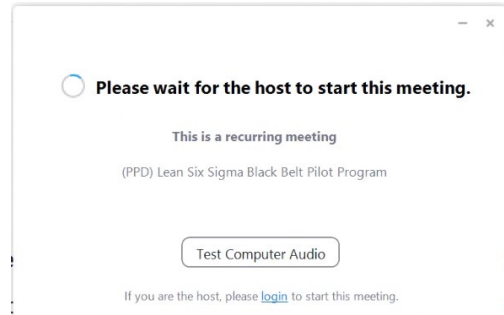 Please wait for the host to start this meeting.
This is a recurring meeting
(PPD) Lean Six Sigma Black Belt Pilot Program
Test Computer Audio
If you are the host, please login to start this meeting.